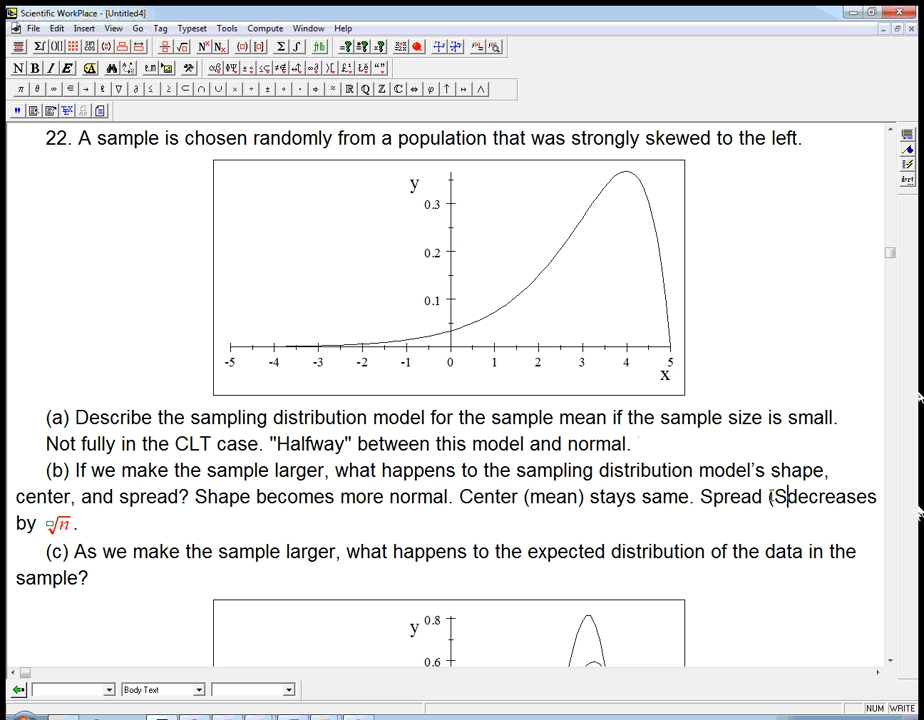 Scientific WorkPlace - [Untitled4]
File Edit Insert View Go Tag Typeset Tools Compute Window Help
22. A sample is chosen randomly from a population that was strongly skewed to the left.
y
0.3
0.2
0.1
-5 -4 -3 -2 -1 0 1 2 3 4 5
x
(a) Describe the sampling distribution model for the sample mean if the sample size is small.
Not fully in the CLT case. "Halfway" between this model and normal.
(b) If we make the sample larger, what happens to the sampling distribution model's shape,
center, and spread? Shape becomes more normal. Center (mean) stays same. Spread (Sdecreases
by √n.
(c) As we make the sample larger, what happens to the expected distribution of the data in the
sample?
y 0.8
0.6
Body Text
NUM WRITE